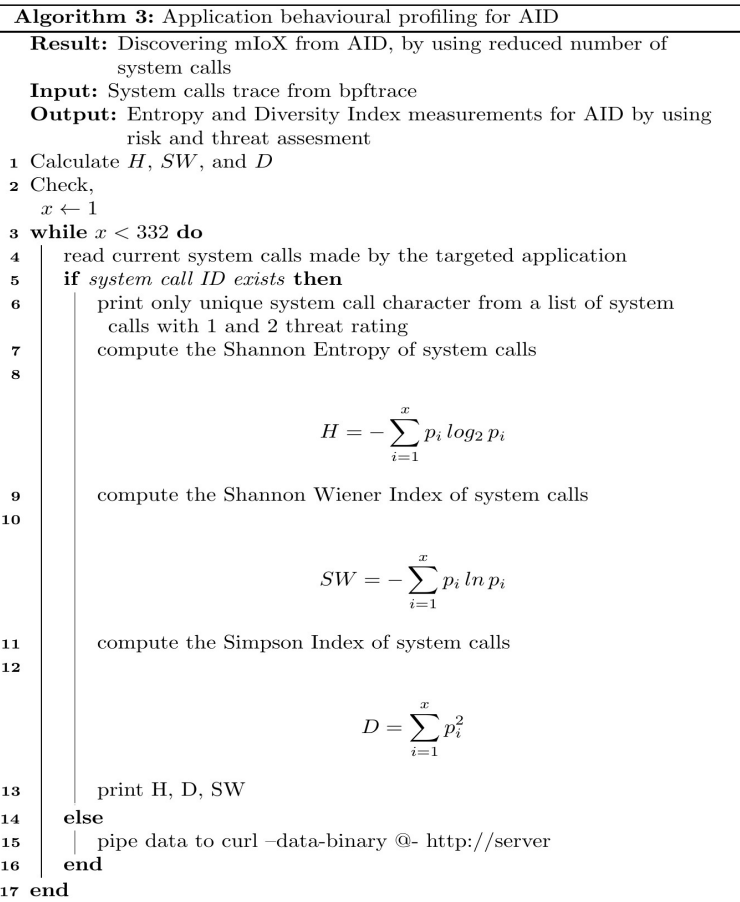 Algorithm 3: Application behavioural profiling for AID
Result: Discovering mIoX from AID, by using reduced number of
system calls
Input: System calls trace from bpftrace
Output: Entropy and Diversity Index measurements for AID by using
risk and threat assesment
1 Calculate H, SW, and D
2 Check,
x ← 1
3 while x < 332 do
4 read current system calls made by the targeted application
5 if system call ID exists then
6 print only unique system call character from a list of system
calls with 1 and 2 threat rating
7 compute the Shannon Entropy of system calls
8
H = − ∑_{i=1}^{x} p_i log_2 p_i
9 compute the Shannon Wiener Index of system calls
10
SW = − ∑_{i=1}^{x} p_i ln p_i
11 compute the Simpson Index of system calls
12
D = ∑_{i=1}^{x} p_i^2
13 print H, D, SW
14 else
15 pipe data to curl –data-binary @- http://server
16 end
17 end